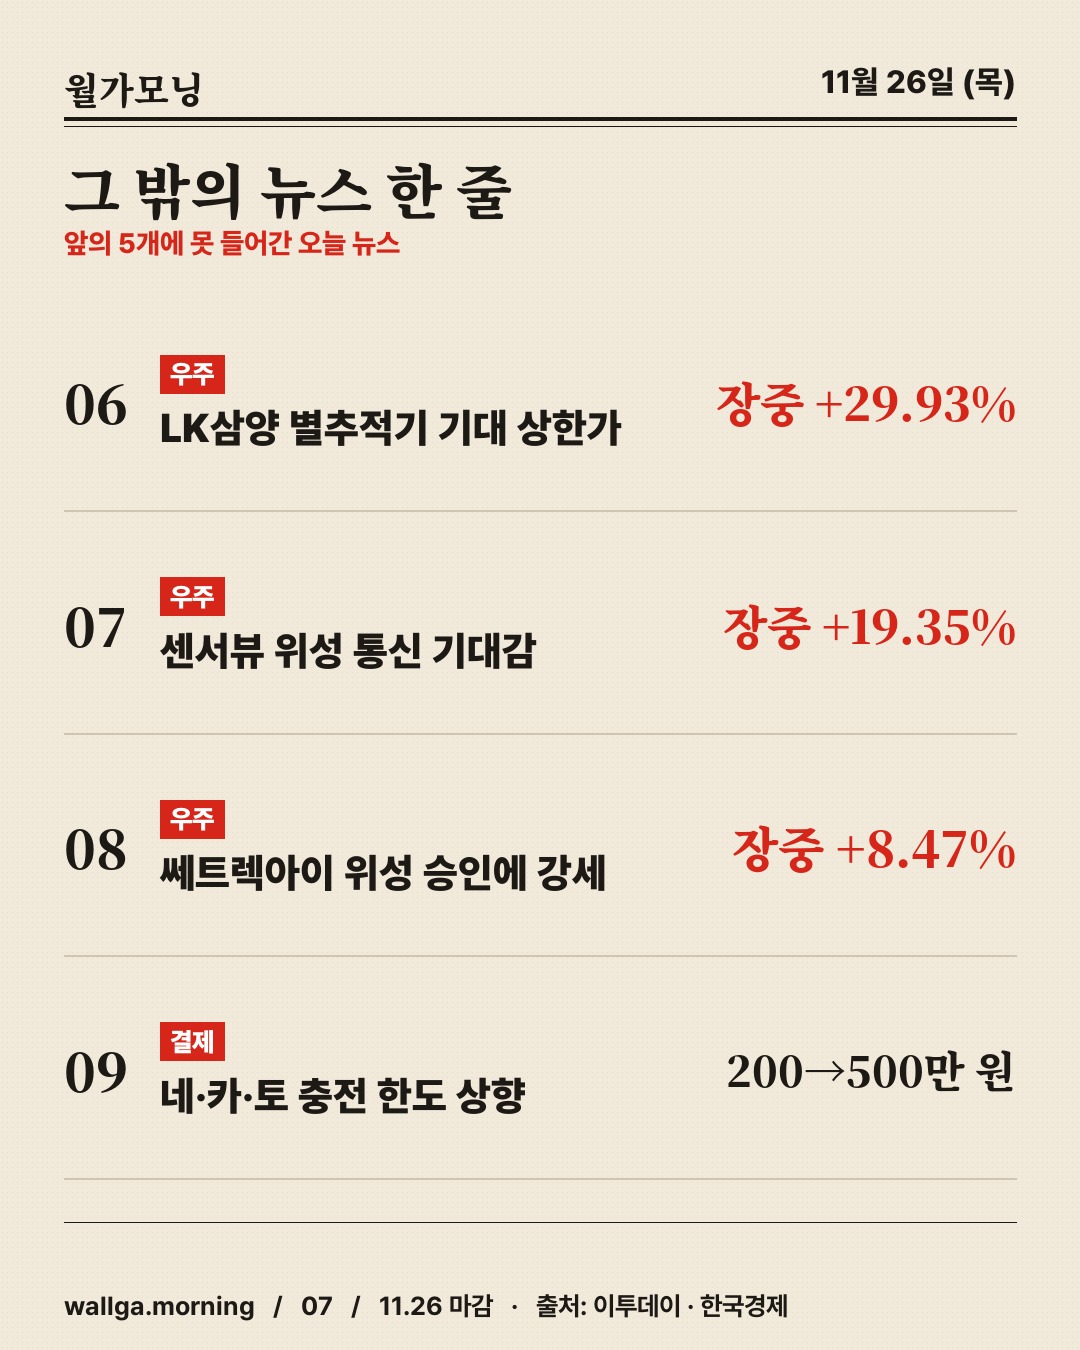 월가모닝
11월 26일 (목)
그 밖의 뉴스 한 줄
앞의 5개에 못 들어간 오늘 뉴스
06
우주
LK삼양 별추적기 기대 상한가
장중 +29.93%
07
우주
센서뷰 위성 통신 기대감
장중 +19.35%
08
우주
쎄트렉아이 위성 승인에 강세
장중 +8.47%
09
결제
네·카·토 충전 한도 상향
200→500만 원
wallga.morning / 07 / 11.26 마감 · 출처: 이투데이 · 한국경제